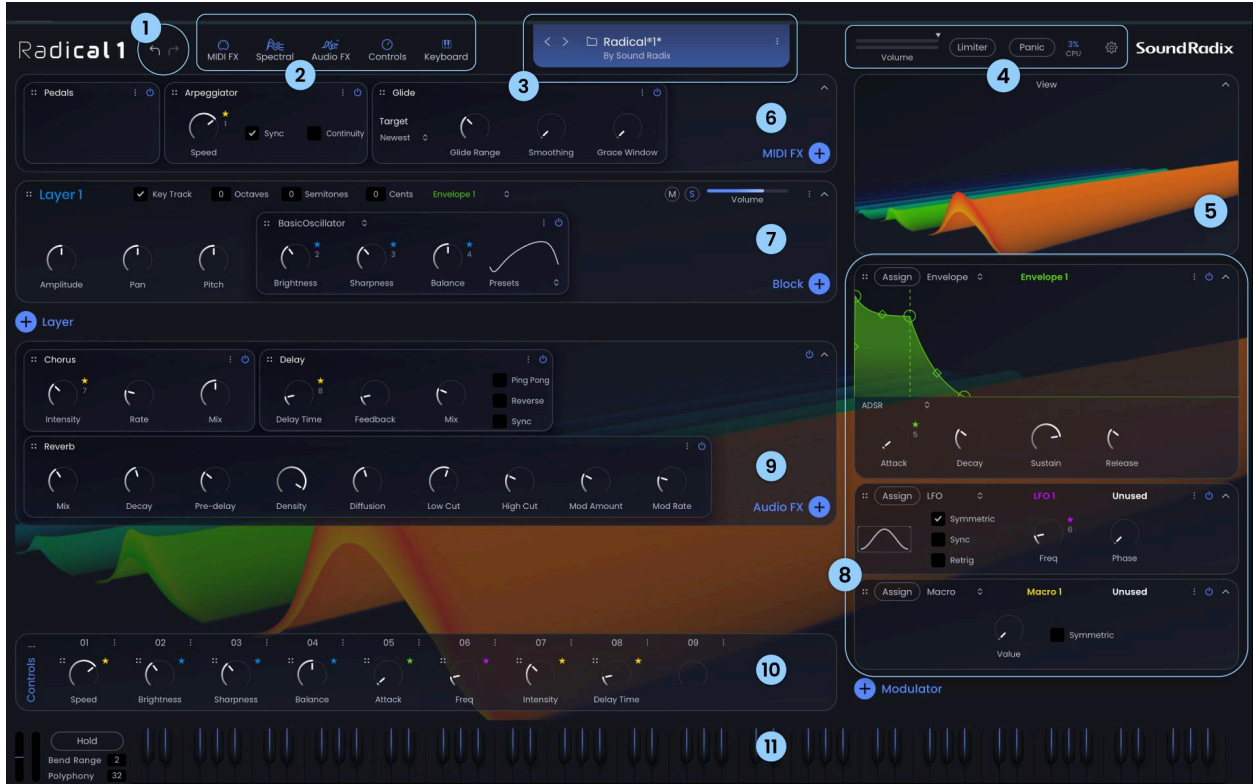 1
Radical1
MIDI FX Spectral Audio FX Controls Keyboard
2
Radical*1*
By Sound Radix
3
Volume Limiter Panic 3% CPU
4
SoundRadix
Pedals
Arpeggiator
1
Speed
Sync
Continuity
Glide
Target
Newest
Glide Range Smoothing Grace Window
6
MIDI FX +
View
5
Layer 1 Key Track 0 Octaves 0 Semitones 0 Cents Envelope 1 M S Volume
Amplitude Pan Pitch
BasicOscillator
2 3 4
Brightness Sharpness Balance Presets
7
Block +
+ Layer
Chorus
7
Intensity Rate Mix
Delay
8
Delay Time Feedback Mix
Ping Pong
Reverse
Sync
Reverb
Mix Decay Pre-delay Density Diffusion Low Cut High Cut Mod Amount Mod Rate
9
Audio FX +
Assign Envelope Envelope 1
ADSR
5
Attack Decay Sustain Release
Assign LFO LFO 1 Unused
Symmetric
Sync
Retrig
6
Freq Phase
8
Assign Macro Macro 1 Unused
Value
Symmetric
+ Modulator
Controls
01 02 03 04 05 06 07 08 09
Speed Brightness Sharpness Balance Attack Freq Intensity Delay Time
10
Hold
Bend Range 2
Polyphony 32
11